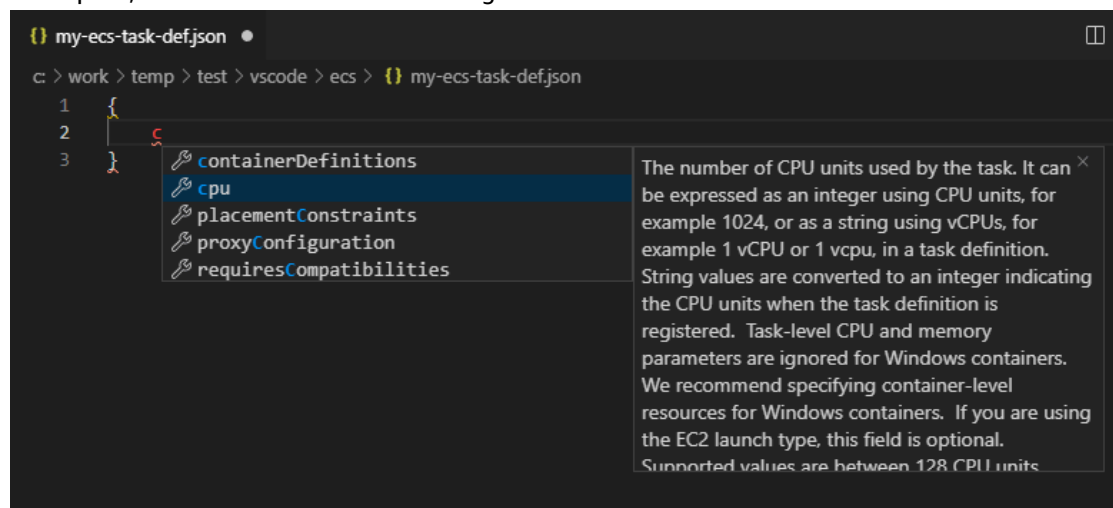 {} my-ecs-task-def.json ●
c: > work > temp > test > vscode > ecs > {} my-ecs-task-def.json
1 {
2 c
3 }
containerDefinitions
cpu
placementConstraints
proxyConfiguration
requiresCompatibilities
The number of CPU units used by the task. It can ×
be expressed as an integer using CPU units, for
example 1024, or as a string using vCPUs, for
example 1 vCPU or 1 vcpu, in a task definition.
String values are converted to an integer indicating
the CPU units when the task definition is
registered. Task-level CPU and memory
parameters are ignored for Windows containers.
We recommend specifying container-level
resources for Windows containers. If you are using
the EC2 launch type, this field is optional.
Supported values are between 128 CPU units